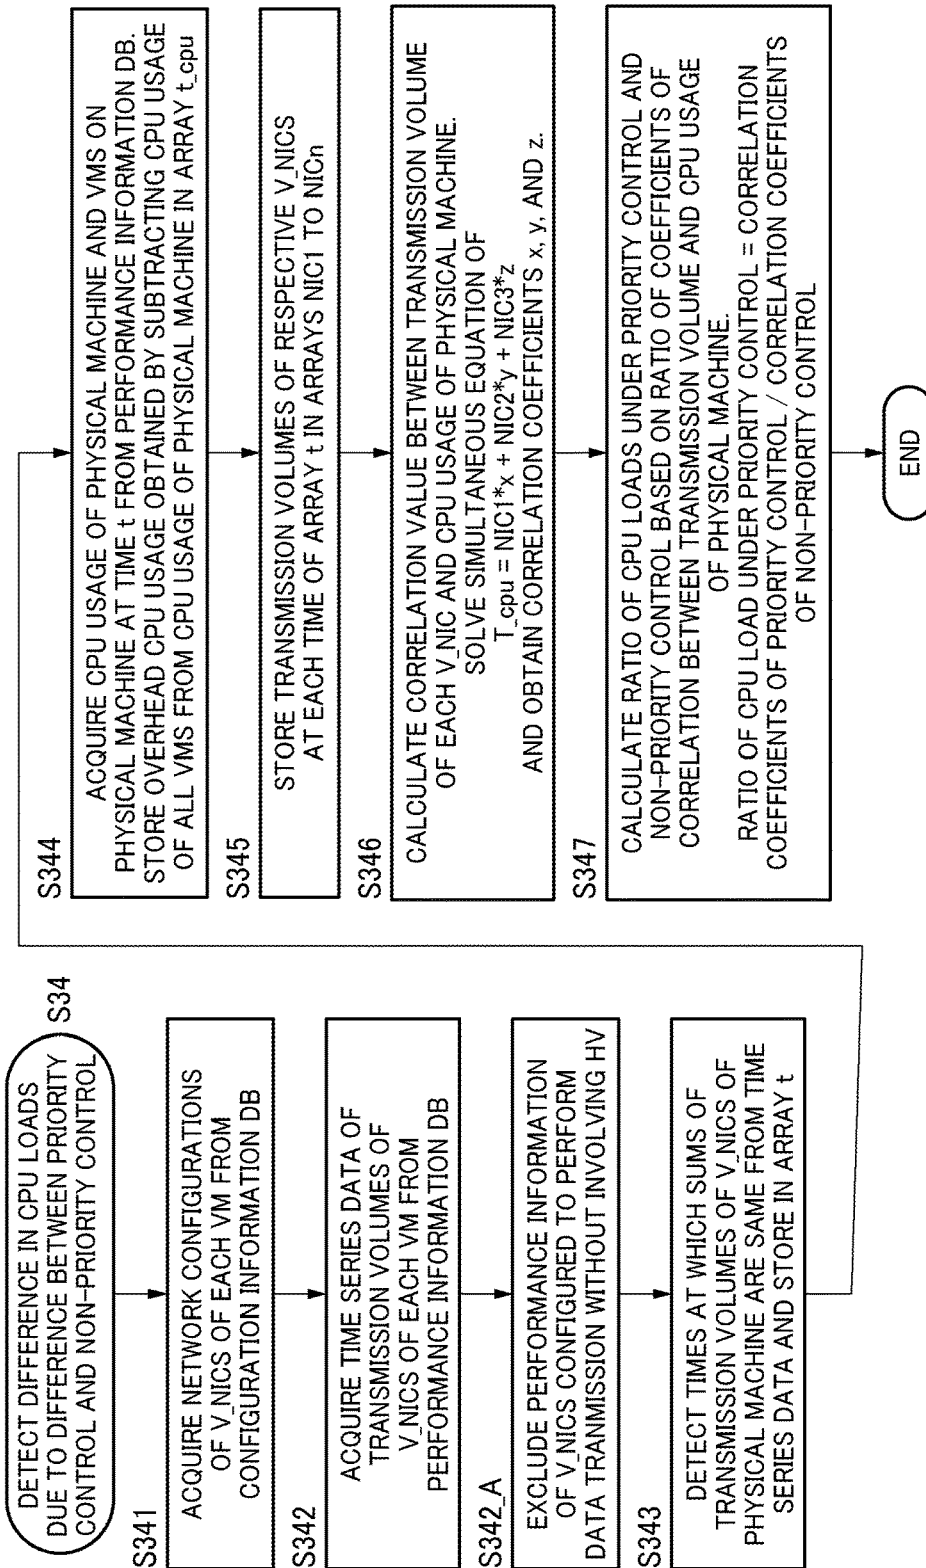 DETECT DIFFERENCE IN CPU LOADS
DUE TO DIFFERENCE BETWEEN PRIORITY
CONTROL AND NON-PRIORITY CONTROL
S34
S341
ACQUIRE NETWORK CONFIGURATIONS
OF V_NICS OF EACH VM FROM
CONFIGURATION INFORMATION DB
S342
ACQUIRE TIME SERIES DATA OF
TRANSMISSION VOLUMES OF
V_NICS OF EACH VM FROM
PERFORMANCE INFORMATION DB
S342_A
EXCLUDE PERFORMANCE INFORMATION
OF V_NICS CONFIGURED TO PERFORM
DATA TRANMISSION WITHOUT INVOLVING HV
S343
DETECT TIMES AT WHICH SUMS OF
TRANSMISSION VOLUMES OF V_NICS OF
PHYSICAL MACHINE ARE SAME FROM TIME
SERIES DATA AND STORE IN ARRAY t
S344
ACQUIRE CPU USAGE OF PHYSICAL MACHINE AND VMS ON
PHYSICAL MACHINE AT TIME t FROM PERFORMANCE INFORMATION DB.
STORE OVERHEAD CPU USAGE OBTAINED BY SUBTRACTING CPU USAGE
OF ALL VMS FROM CPU USAGE OF PHYSICAL MACHINE IN ARRAY t_cpu
S345
STORE TRANSMISSION VOLUMES OF RESPECTIVE V_NICS
AT EACH TIME OF ARRAY t IN ARRAYS NIC1 TO NICn
S346
CALCULATE CORRELATION VALUE BETWEEN TRANSMISSION VOLUME
OF EACH V_NIC AND CPU USAGE OF PHYSICAL MACHINE.
SOLVE SIMULTANEOUS EQUATION OF
T_cpu = NIC1*x + NIC2*y + NIC3*z
AND OBTAIN CORRELATION COEFFICIENTS x, y, AND z.
S347
CALCULATE RATIO OF CPU LOADS UNDER PRIORITY CONTROL AND
NON-PRIORITY CONTROL BASED ON RATIO OF COEFFICIENTS OF
CORRELATION BETWEEN TRANSMISSION VOLUME AND CPU USAGE
OF PHYSICAL MACHINE.
RATIO OF CPU LOAD UNDER PRIORITY CONTROL = CORRELATION
COEFFICIENTS OF PRIORITY CONTROL / CORRELATION COEFFICIENTS
OF NON-PRIORITY CONTROL
END